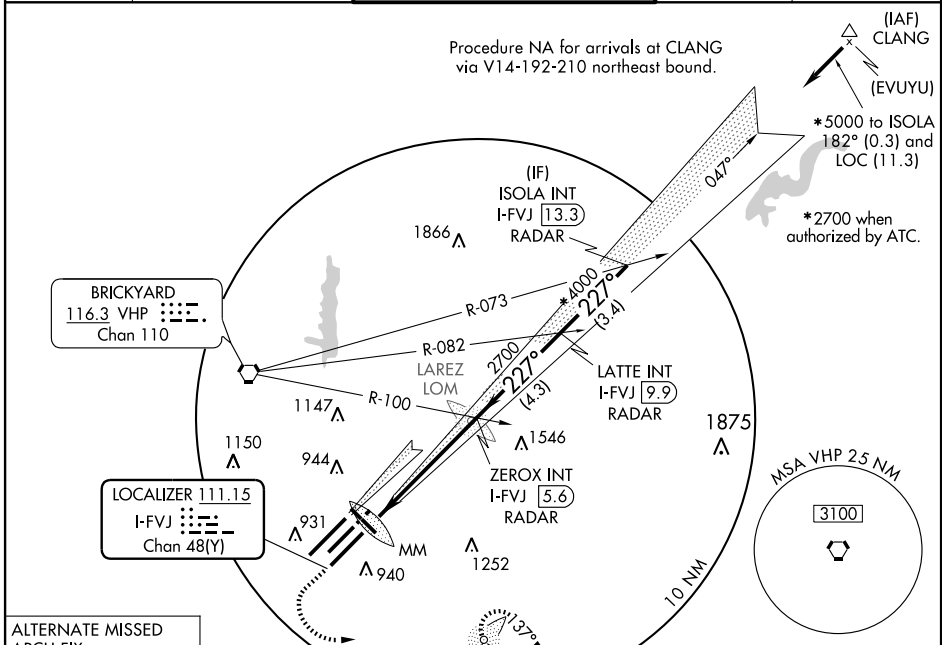 (IAF)
CLANG
Procedure NA for arrivals at CLANG
via V14-192-210 northeast bound.
(EVUYU)
*5000 to ISOLA
182° (0.3) and
LOC (11.3)
047°
*2700 when
authorized by ATC.
(IF)
ISOLA INT
I-FVJ 13.3
RADAR
1866
*4000
227°
(3.4)
BRICKYARD
116.3 VHP
Chan 110
R-073
R-082
R-100
2700
227°
(4.3)
LAREZ
LOM
LATTE INT
I-FVJ 9.9
RADAR
1147
1150
944
1546
1875
ZEROX INT
I-FVJ 5.6
RADAR
MSA VHP 25 NM
3100
LOCALIZER 111.15
I-FVJ
Chan 48(Y)
931
MM
940
1252
10 NM
137°
ALTERNATE MISSED